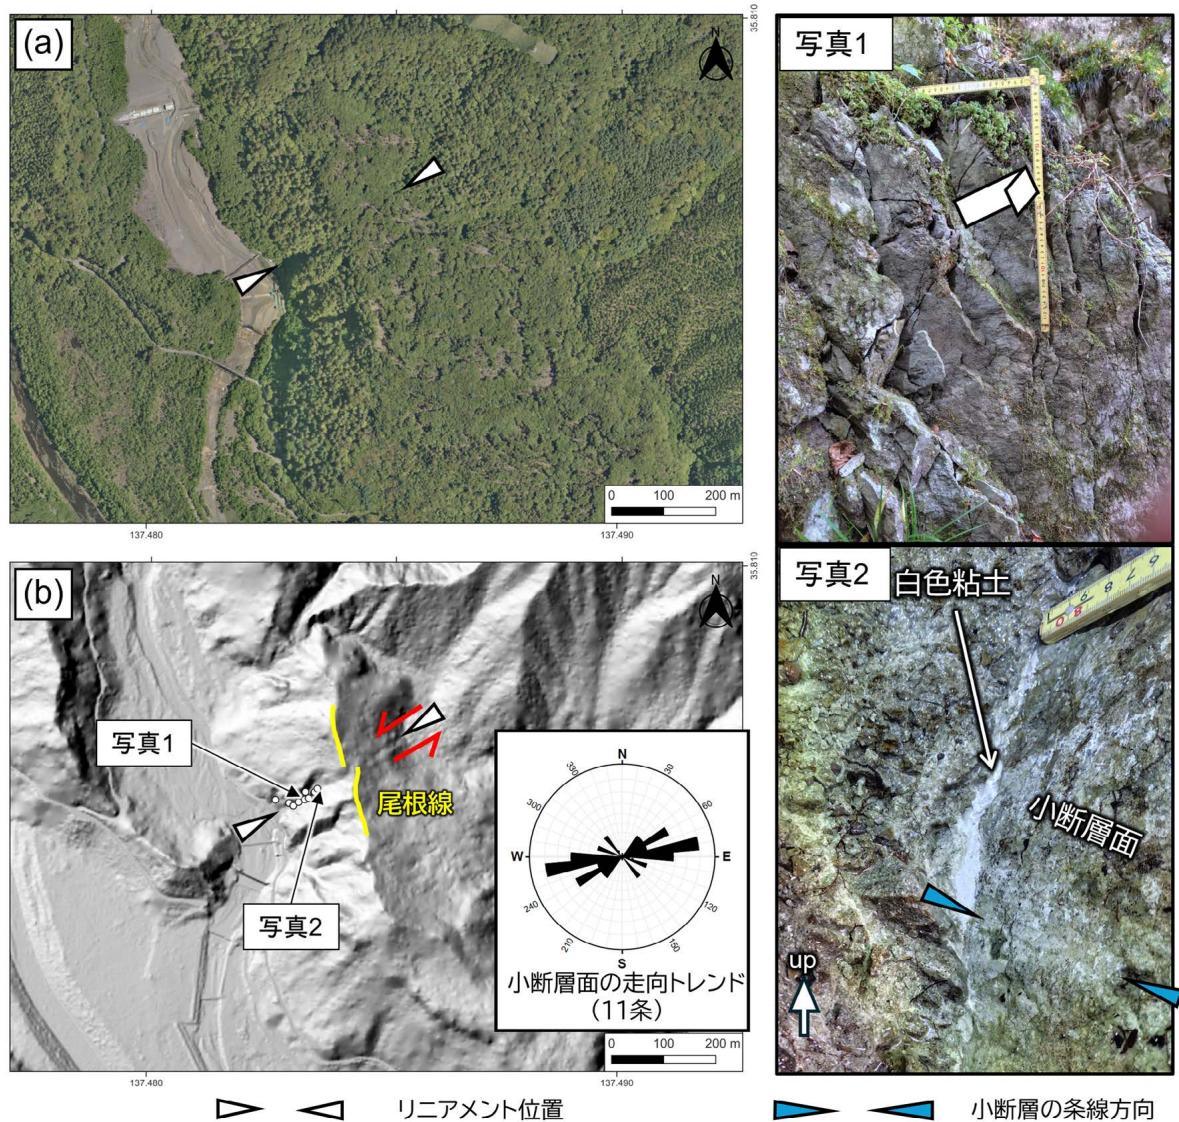 (a)
N
35.810
0 100 200 m
137.480
137.490
写真1
(b)
N
35.810
写真1
尾根線
写真2
N
30
60
E
120
150
S
210
240
W
300
330
小断層面の走向トレンド
(11条)
0 100 200 m
137.480
137.490
写真2
白色粘土
小断層面
up
リニアメント位置
小断層の条線方向